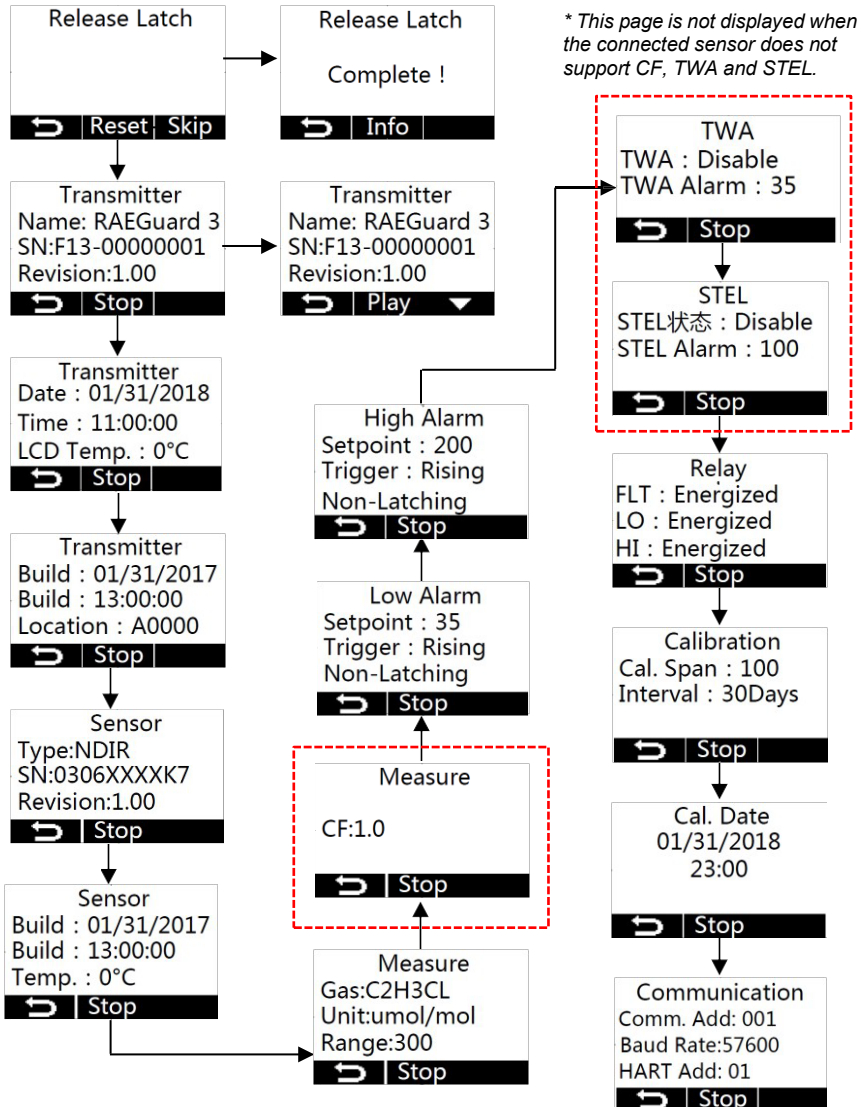 Release Latch
Reset Skip
Release Latch
Complete !
Info
* This page is not displayed when
the connected sensor does not
support CF, TWA and STEL.
Transmitter
Name: RAEGuard 3
SN:F13-00000001
Revision:1.00
Stop
Transmitter
Name: RAEGuard 3
SN:F13-00000001
Revision:1.00
Play
Transmitter
Date : 01/31/2018
Time : 11:00:00
LCD Temp. : 0°C
Stop
Transmitter
Build : 01/31/2017
Build : 13:00:00
Location : A0000
Stop
Sensor
Type:NDIR
SN:0306XXXXK7
Revision:1.00
Stop
Sensor
Build : 01/31/2017
Build : 13:00:00
Temp. : 0°C
Stop
Measure
Gas:C2H3CL
Unit:umol/mol
Range:300
Stop
Measure
CF:1.0
Stop
Low Alarm
Setpoint : 35
Trigger : Rising
Non-Latching
Stop
High Alarm
Setpoint : 200
Trigger : Rising
Non-Latching
Stop
TWA
TWA : Disable
TWA Alarm : 35
Stop
STEL
STEL状态 : Disable
STEL Alarm : 100
Stop
Relay
FLT : Energized
LO : Energized
HI : Energized
Stop
Calibration
Cal. Span : 100
Interval : 30Days
Stop
Cal. Date
01/31/2018
23:00
Stop
Communication
Comm. Add: 001
Baud Rate:57600
HART Add: 01
Stop